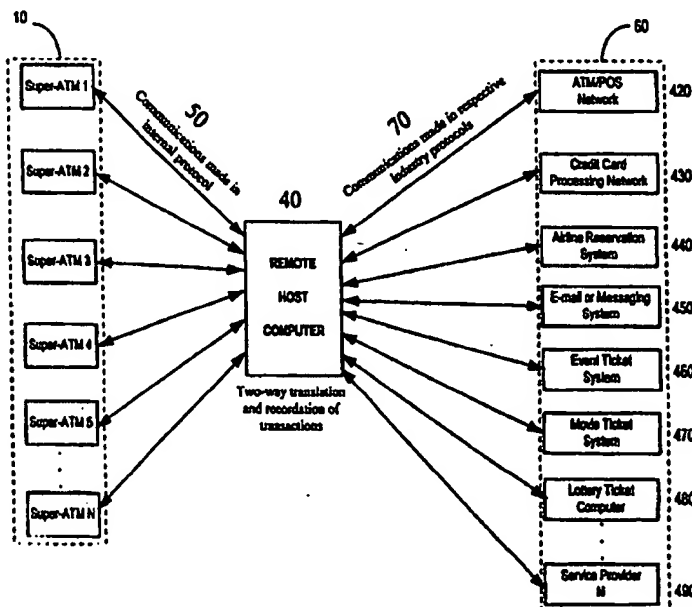 10
Super-ATM 1
Super-ATM 2
Super-ATM 3
Super-ATM 4
Super-ATM 5
Super-ATM N
50
Communications made in
internal protocol
40
REMOTE
HOST
COMPUTER
Two-way translation
and recordation of
transactions
70
Communications made in respective
industry protocols
60
ATM/POS
Network
420
Credit Card
Processing Network
430
Airline Reservation
System
440
E-mail or Messaging
System
450
Event Ticket
System
460
Movie Ticket
System
470
Lottery Ticket
Computer
480
Service Provider
N
490